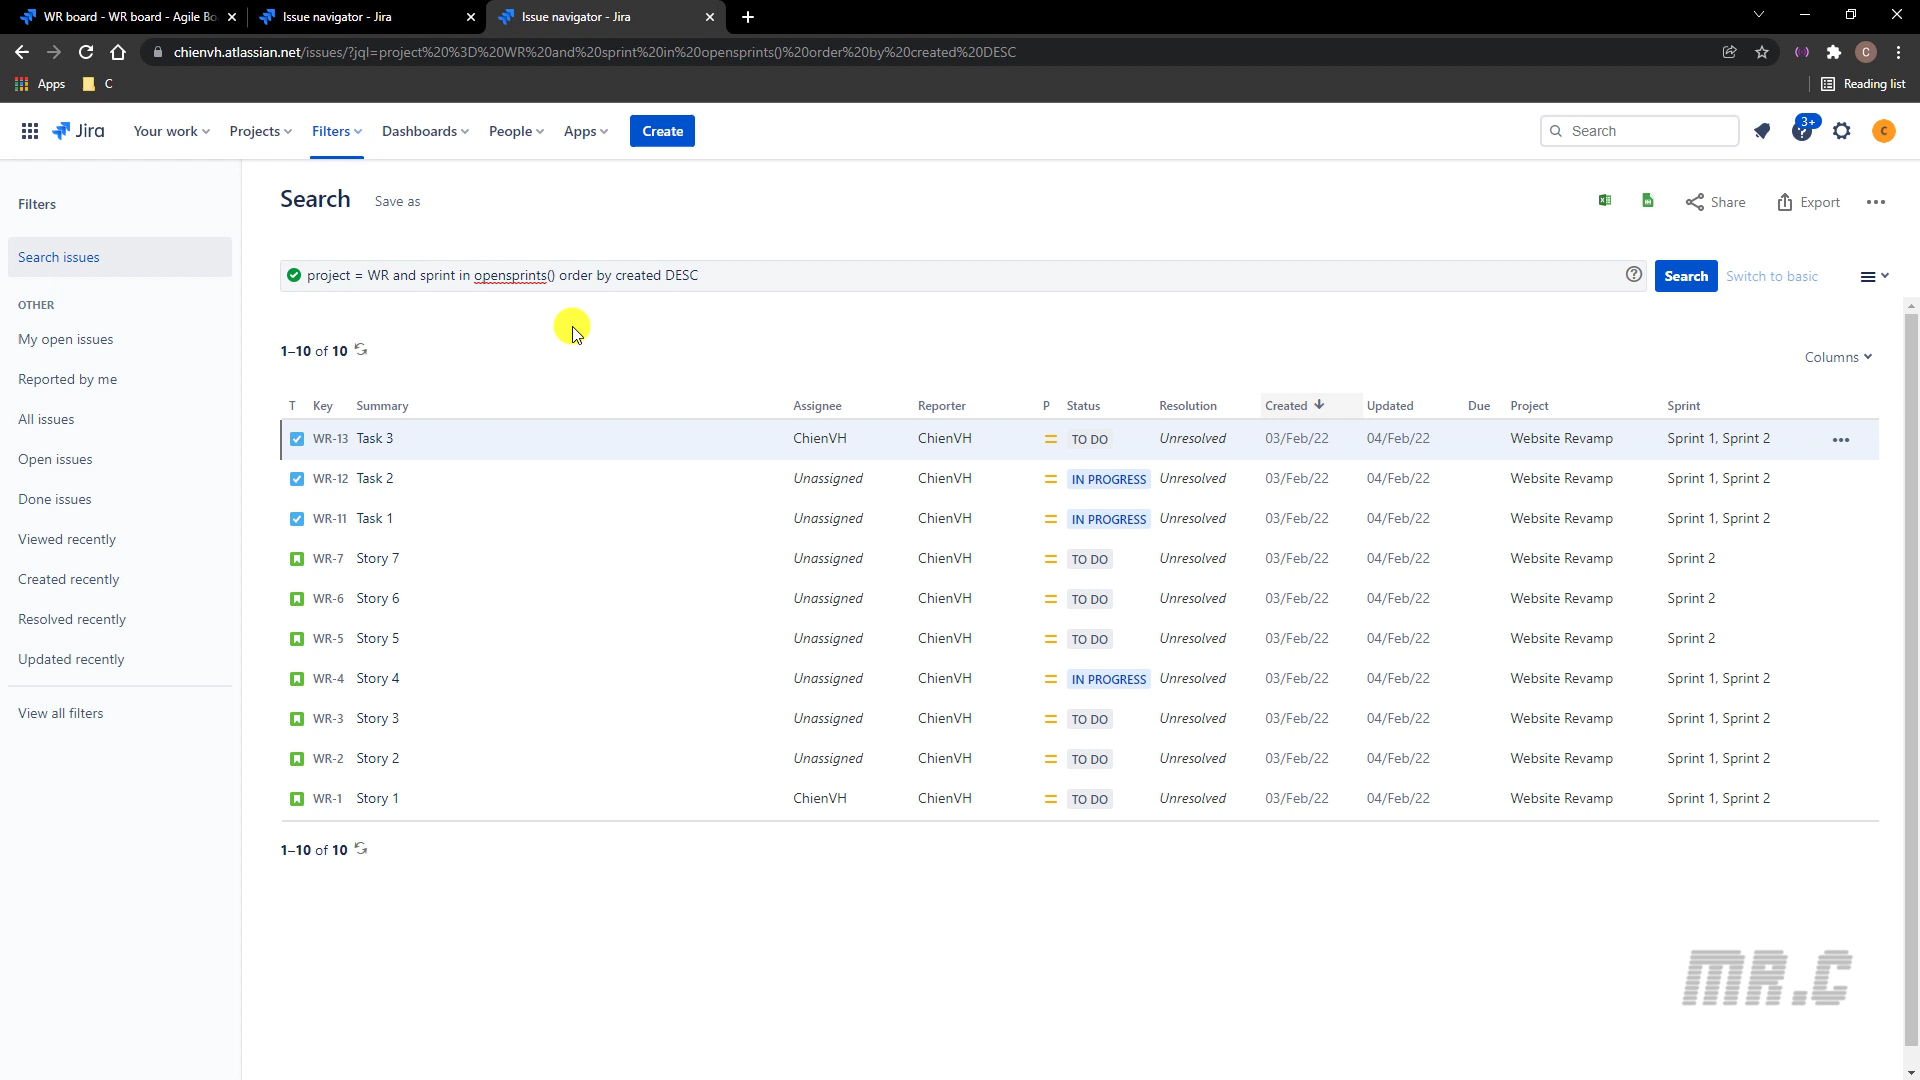 WR board - WR board - Agile Bo
Issue navigator - Jira
Issue navigator - Jira
chienvh.atlassian.net/issues/?jql=project%20%3D%20WR%20and%20sprint%20in%20opensprints()%20order%20by%20created%20DESC
C
Apps
C
Reading list
Jira
Your work
Projects
Filters
Dashboards
People
Apps
Create
Search
3+
C
Filters
Search issues
OTHER
My open issues
Reported by me
All issues
Open issues
Done issues
Viewed recently
Created recently
Resolved recently
Updated recently
View all filters
Search
Save as
Share
Export
project = WR and sprint in opensprints() order by created DESC
Search
Switch to basic
1–10 of 10
Columns
T Key Summary Assignee Reporter P Status Resolution Created Updated Due Project Sprint
WR-13 Task 3 ChienVH ChienVH TO DO Unresolved 03/Feb/22 04/Feb/22 Website Revamp Sprint 1, Sprint 2
WR-12 Task 2 Unassigned ChienVH IN PROGRESS Unresolved 03/Feb/22 04/Feb/22 Website Revamp Sprint 1, Sprint 2
WR-11 Task 1 Unassigned ChienVH IN PROGRESS Unresolved 03/Feb/22 04/Feb/22 Website Revamp Sprint 1, Sprint 2
WR-7 Story 7 Unassigned ChienVH TO DO Unresolved 03/Feb/22 04/Feb/22 Website Revamp Sprint 2
WR-6 Story 6 Unassigned ChienVH TO DO Unresolved 03/Feb/22 04/Feb/22 Website Revamp Sprint 2
WR-5 Story 5 Unassigned ChienVH TO DO Unresolved 03/Feb/22 04/Feb/22 Website Revamp Sprint 2
WR-4 Story 4 Unassigned ChienVH IN PROGRESS Unresolved 03/Feb/22 04/Feb/22 Website Revamp Sprint 1, Sprint 2
WR-3 Story 3 Unassigned ChienVH TO DO Unresolved 03/Feb/22 04/Feb/22 Website Revamp Sprint 1, Sprint 2
WR-2 Story 2 Unassigned ChienVH TO DO Unresolved 03/Feb/22 04/Feb/22 Website Revamp Sprint 1, Sprint 2
WR-1 Story 1 ChienVH ChienVH TO DO Unresolved 03/Feb/22 04/Feb/22 Website Revamp Sprint 1, Sprint 2
1–10 of 10
MR.C